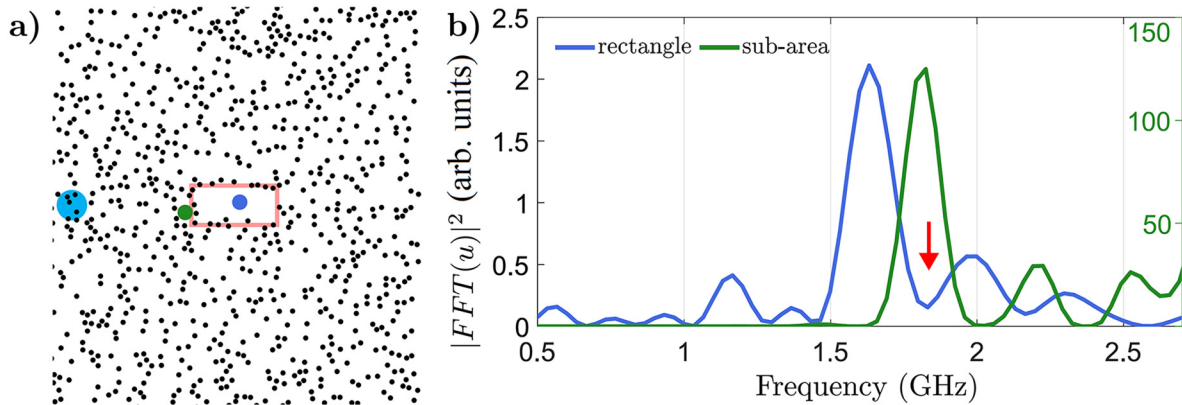 a)
b)
2.5
2
1.5
1
0.5
0
rectangle
sub-area
150
100
50
0.5
1
1.5
2
2.5
|FFT(u)|² (arb. units)
Frequency (GHz)